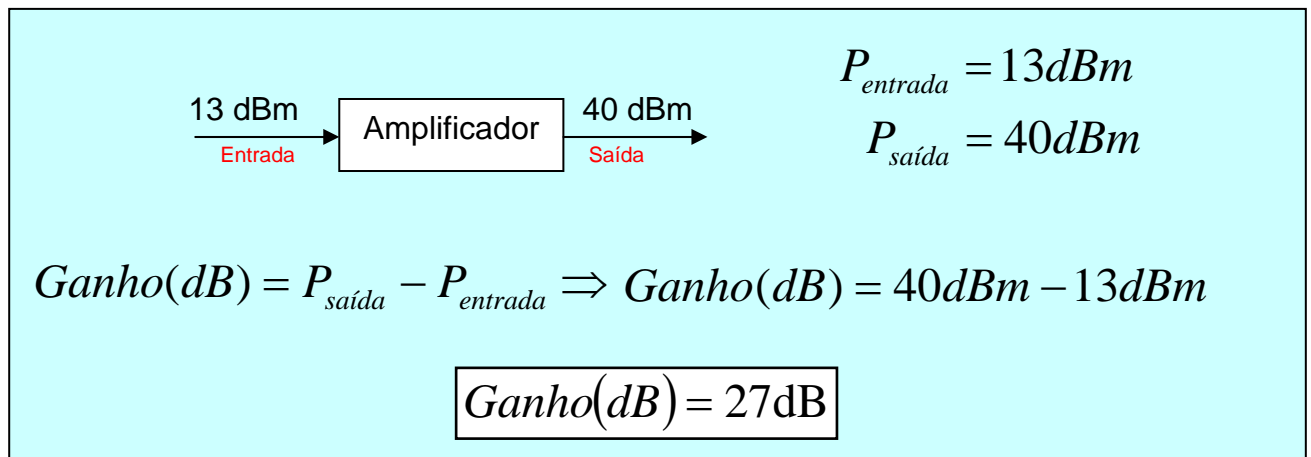 P_entrada = 13dBm
13 dBm Amplificador 40 dBm
Entrada Saída
P_saída = 40dBm
Ganho(dB) = P_saída − P_entrada ⇒ Ganho(dB) = 40dBm − 13dBm
Ganho(dB) = 27dB